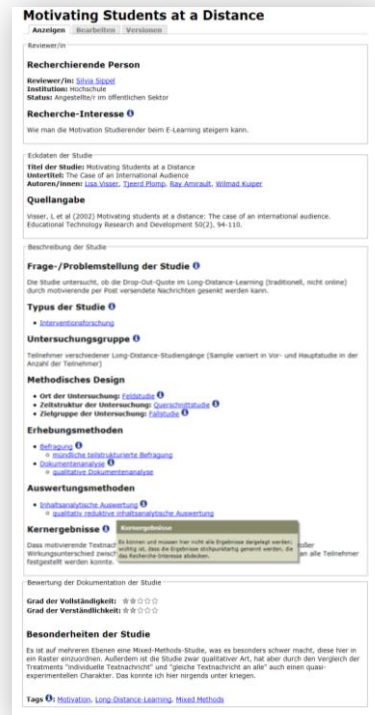 Motivating Students at a Distance
Anzeigen Bearbeiten Versionen
Reviewer/in
Recherchierende Person
Reviewer/in: Silvia Sippel
Institution: Hochschule
Status: Angestellte/r im öffentlichen Sektor
Recherche-Interesse
Wie man die Motivation Studierender beim E-Learning steigern kann.
Eckdaten der Studie
Titel der Studie: Motivating Students at a Distance
Untertitel: The Case of an International Audience
Autoren/innen: Lisa Visser, Tjeerd Plomp, Ray Amirault, Wilmad Kuiper
Quellangabe
Visser, L et al (2002) Motivating students at a distance: The case of an international audience.
Educational Technology Research and Development 50(2), 94-110.
Beschreibung der Studie
Frage-/Problemstellung der Studie
Die Studie untersucht, ob die Drop-Out-Quote im Long-Distance-Learning (traditionell, nicht online)
durch motivierende per Post versendete Nachrichten gesenkt werden kann.
Typus der Studie
• Interventionsforschung
Untersuchungsgruppe
Teilnehmer verschiedener Long-Distance-Studiengänge (Sample variiert in Vor- und Hauptstudie in der
Anzahl der Teilnehmer)
Methodisches Design
• Ort der Untersuchung: Feldstudie
• Zeitstruktur der Untersuchung: Querschnittstudie
• Zielgruppe der Untersuchung: Fallstudie
Erhebungsmethoden
• Befragung
mündliche teilstrukturierte Befragung
• Dokumentenanalyse
qualitative Dokumentenanalyse
Auswertungsmethoden
• Inhaltsanalytische Auswertung
qualitativ reduktive inhaltsanalytische Auswertung
Kernergebnisse
Kernergebnisse
Es können und müssen hier nicht alle Ergebnisse dargelegt werden;
wichtig ist, dass die Ergebnisse stichpunktartig genannt werden, die
das Recherche-Interesse abdecken.
Dass motivierende Textnach oßer
Wirkungsunterschied zwisch an alle Teilnehmer
festgestellt werden konnte.
Bewertung der Dokumentation der Studie
Grad der Vollständigkeit:
Grad der Verständlichkeit:
Besonderheiten der Studie
Es ist auf mehreren Ebenen eine Mixed-Methods-Studie, was es besonders schwer macht, diese hier in
ein Raster einzuordnen. Außerdem ist die Studie zwar qualitativer Art, hat aber durch den Vergleich der
Treatments "individuelle Textnachricht" und "gleiche Textnachricht an alle" auch einen quasi-
experimentellen Charakter. Das konnte ich hier nirgends unter kriegen.
Tags : Motivation, Long-Distance-Learning, Mixed Methods